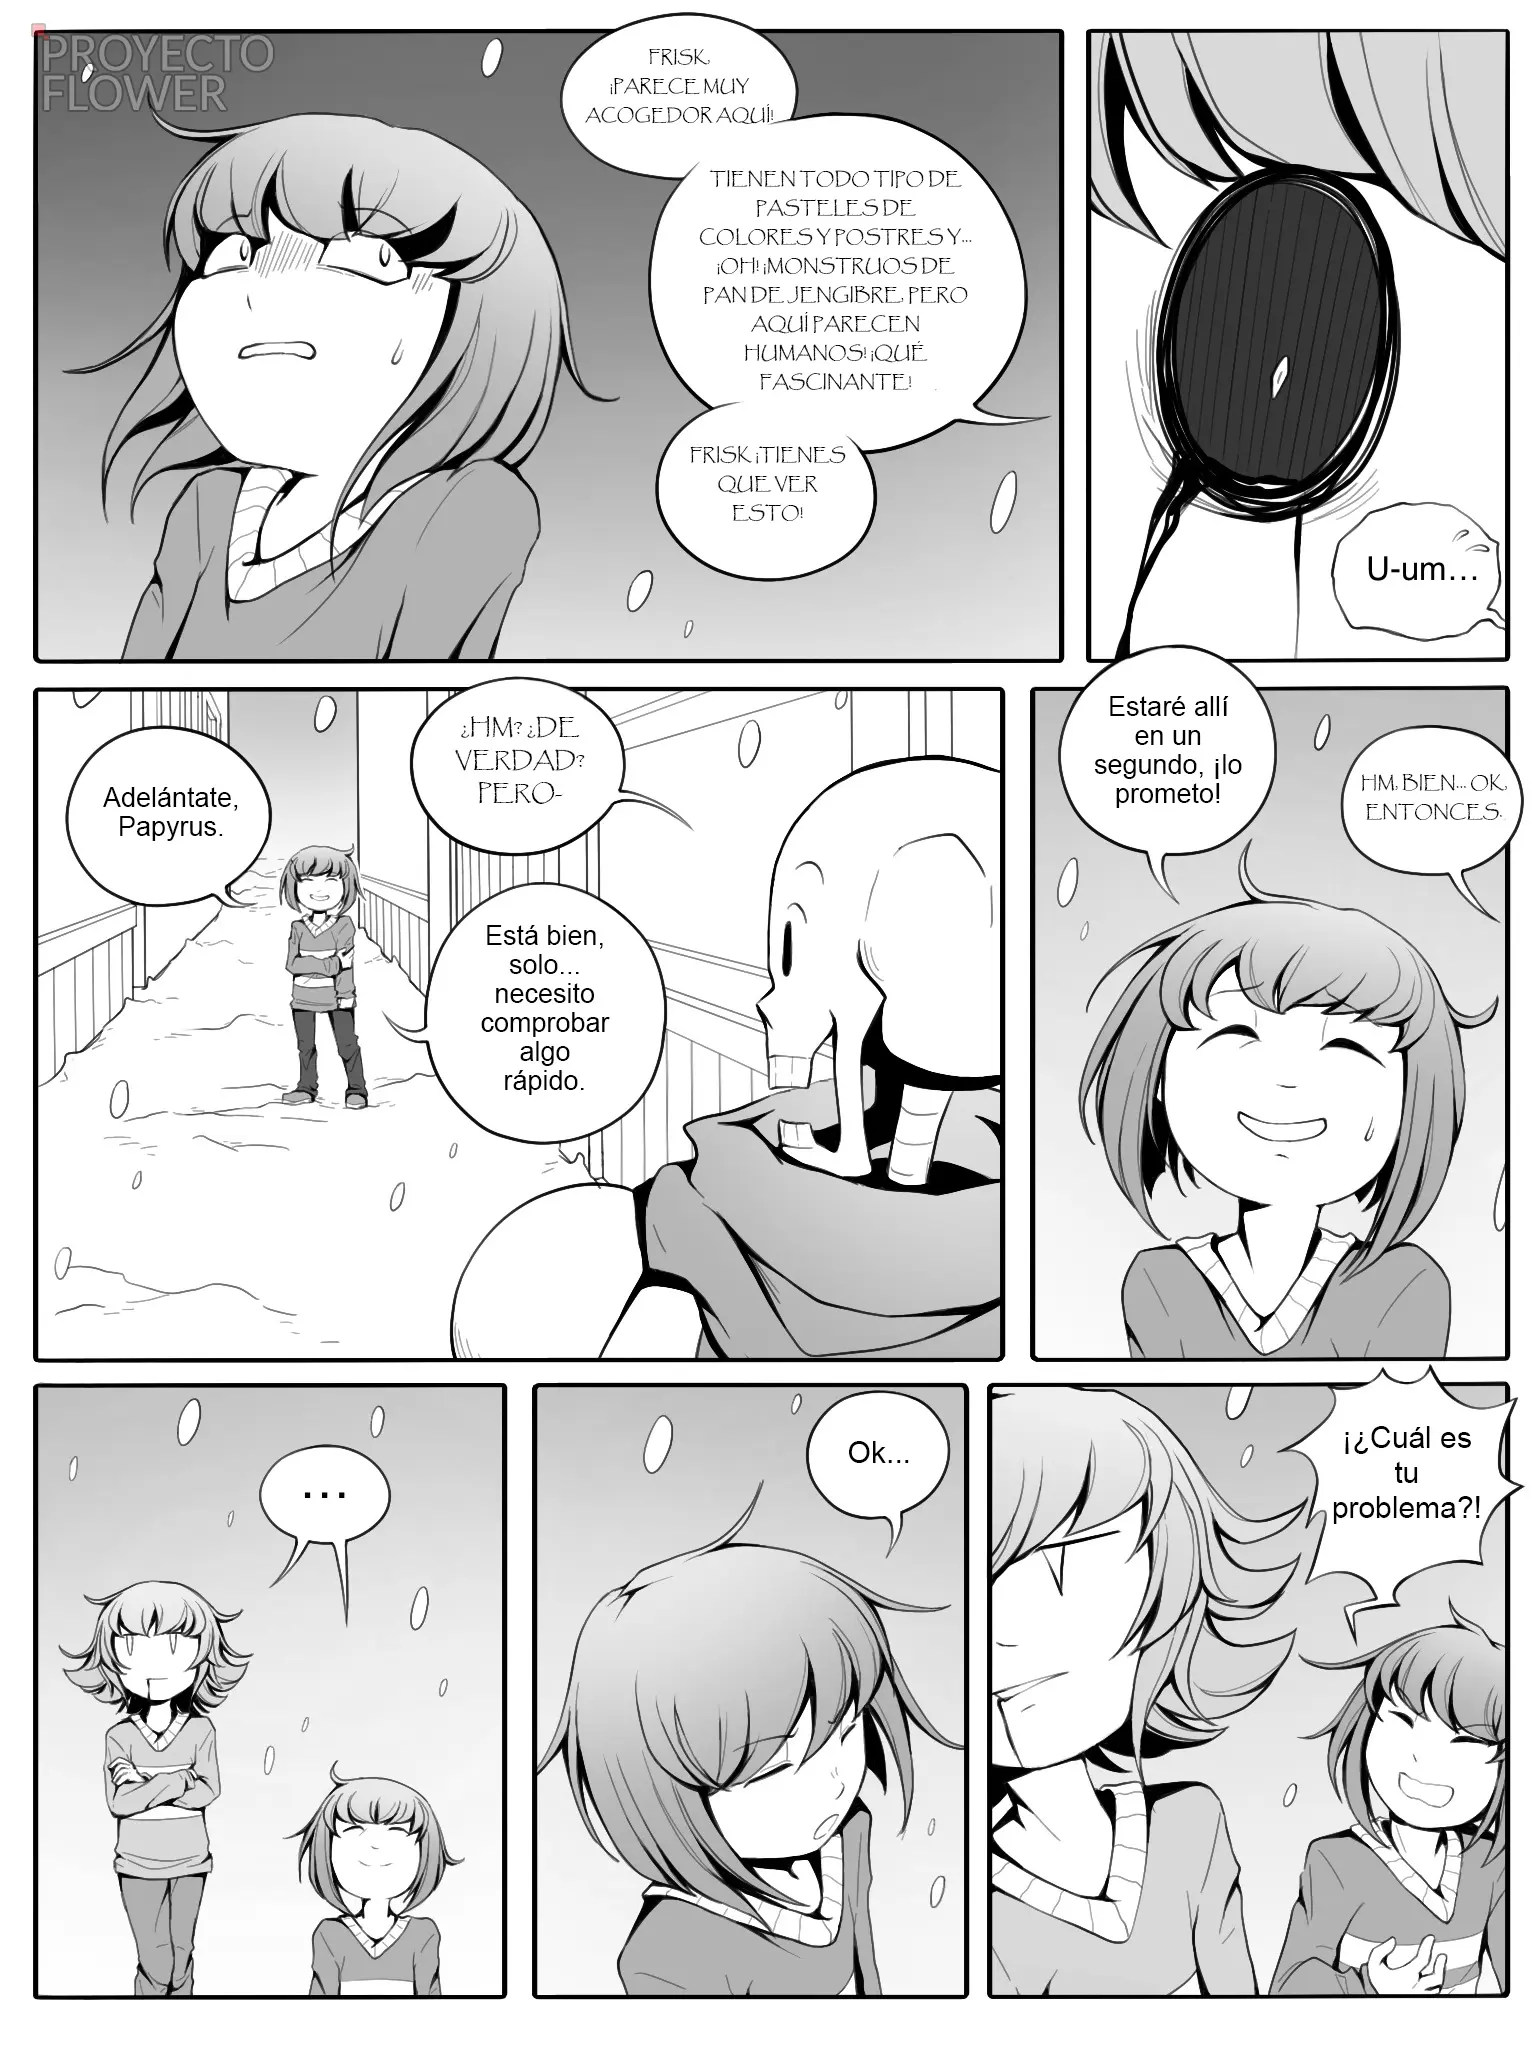 PROYECTO
FLOWER
FRISK,
¡PARECE MUY
ACOGEDOR AQUÍ!
TIENEN TODO TIPO DE
PASTELES DE
COLORES Y POSTRES Y...
¡OH! ¡MONSTRUOS DE
PAN DE JENGIBRE, PERO
AQUÍ PARECEN
HUMANOS! ¡QUÉ
FASCINANTE!
FRISK ¡TIENES
QUE VER
ESTO!
U-um...
Adelántate,
Papyrus.
¿HM? ¿DE
VERDAD?
PERO-
Está bien,
solo...
necesito
comprobar
algo
rápido.
Estaré allí
en un
segundo, ¡lo
prometo!
HM, BIEN... OK,
ENTONCES.
...
Ok...
¡¿Cuál es
tu
problema?!